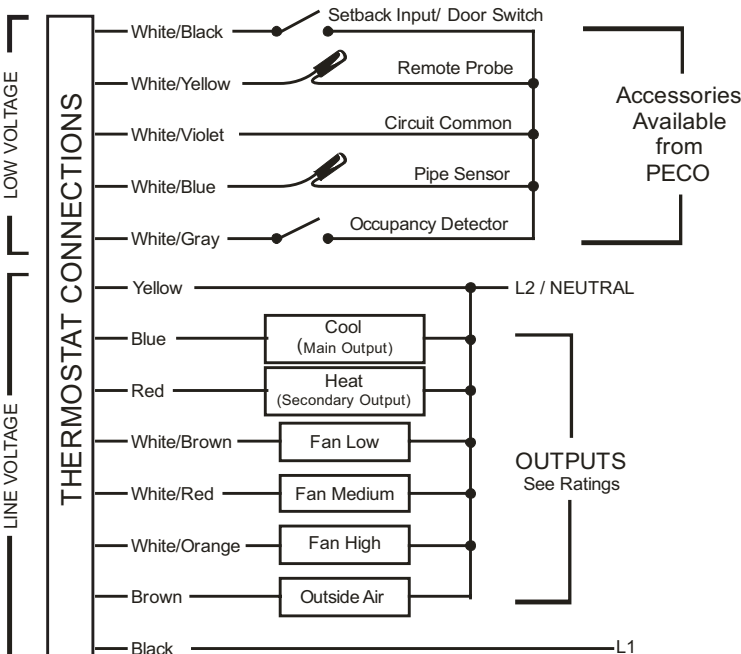 LOW VOLTAGE
LINE VOLTAGE
THERMOSTAT CONNECTIONS
White/Black
Setback Input/ Door Switch
White/Yellow
Remote Probe
White/Violet
Circuit Common
White/Blue
Pipe Sensor
White/Gray
Occupancy Detector
Accessories
Available
from
PECO
Yellow
L2 / NEUTRAL
Blue
Cool
(Main Output)
Red
Heat
(Secondary Output)
White/Brown
Fan Low
White/Red
Fan Medium
White/Orange
Fan High
Brown
Outside Air
OUTPUTS
See Ratings
Black
L1